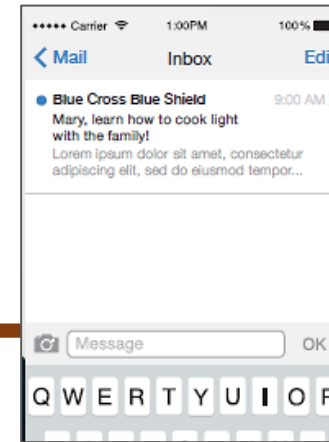 Carrier 1:00PM 100%
Mail Inbox Edi
Blue Cross Blue Shield 9:00 AM
Mary, learn how to cook light
with the family!
Lorem ipsum dolor sit amet, consectetur
adipiscing elit, sed do eiusmod tempor...
Message OK
Q W E R T Y U I O P